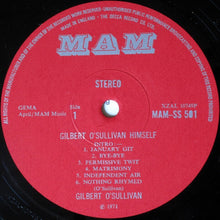 MADE IN ENGLAND THE DECCA RECORD CO. LTD.
MAM
STEREO
GEMA
April/MAM Music
Side
1
XZAL 10749P
MAM-SS 501
GILBERT O'SULLIVAN HIMSELF
INTRO:—
1. JANUARY GIT
2. BYE-BYE
3. PERMISSIVE TWIT
4. MATRIMONY
5. INDEPENDENT AIR
6. NOTHING RHYMED
(O'Sullivan)
GILBERT O'SULLIVAN
℗ 1971